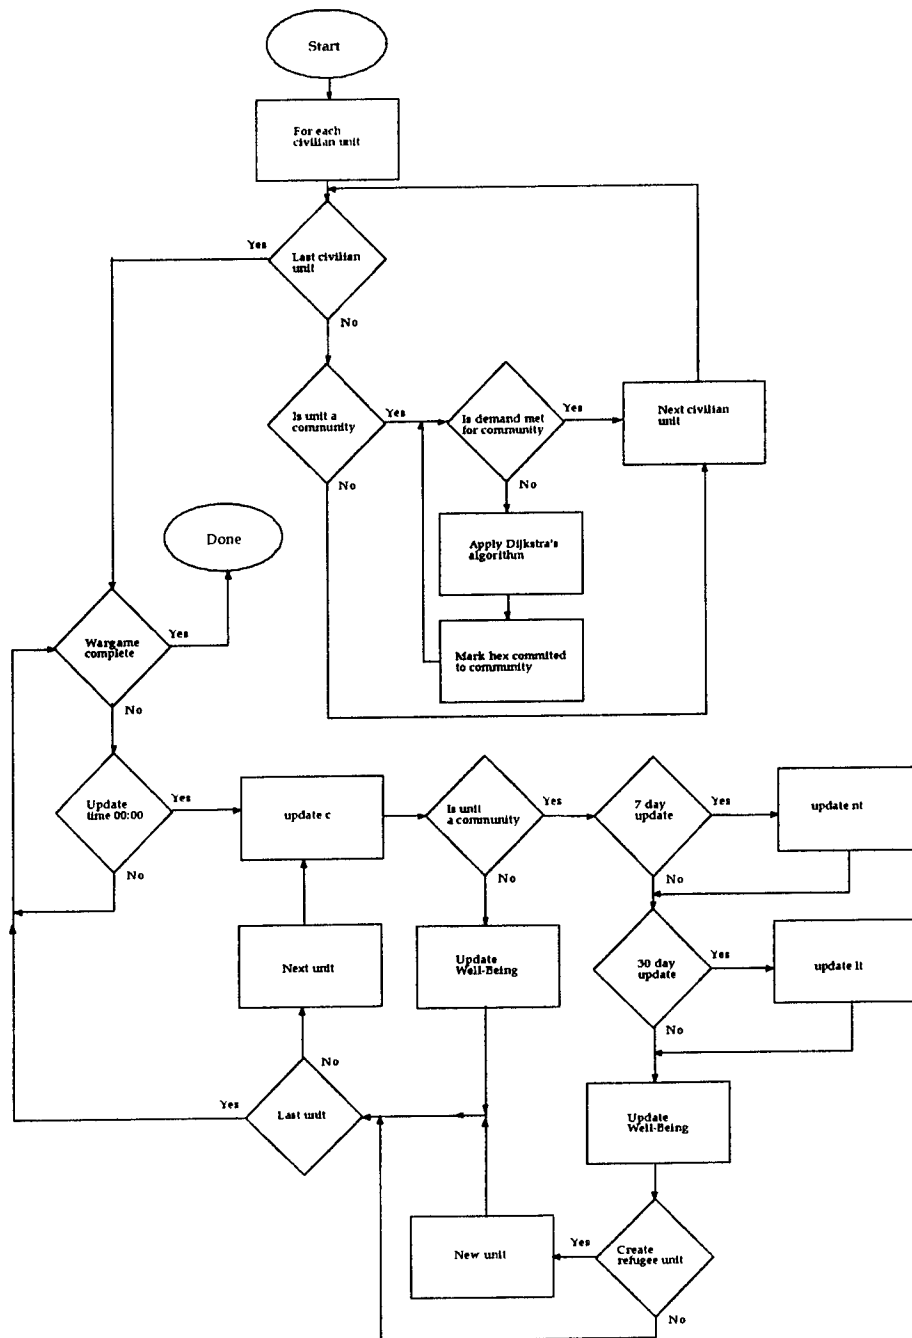 Start
For each
civilian unit
Yes
Last civilian
unit
No
Is unit a
community
Yes
Is demand met
for community
Yes
Next civilian
unit
No
No
Apply Dijkstra's
algorithm
Done
Mark hex commited
to community
Wargame
complete
Yes
No
Update
time 00:00
Yes
update c
Is unit
a community
Yes
7 day
update
Yes
update nt
No
No
No
Next unit
Update
Well-Being
30 day
update
Yes
update lt
No
No
Yes
Last unit
Update
Well-Being
New unit
Yes
Create
refugee unit
No